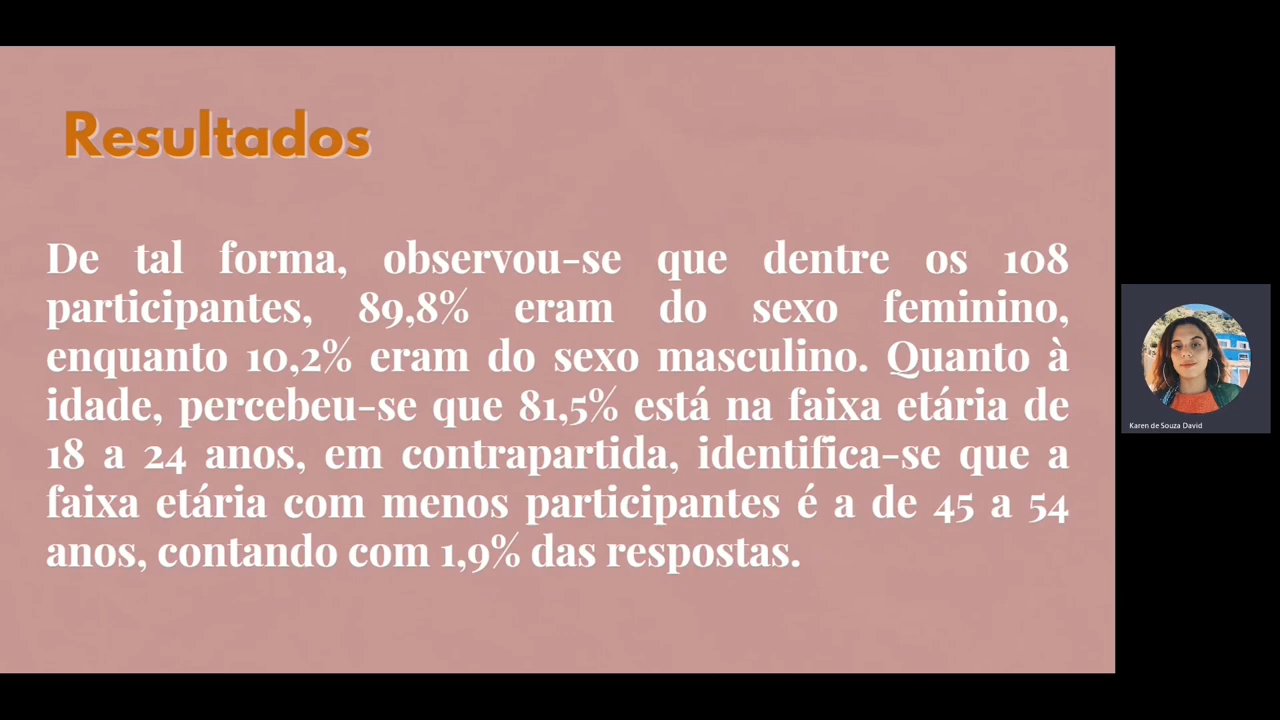 Resultados
De tal forma, observou-se que dentre os 108
participantes, 89,8% eram do sexo feminino,
enquanto 10,2% eram do sexo masculino. Quanto à
idade, percebeu-se que 81,5% está na faixa etária de
18 a 24 anos, em contrapartida, identifica-se que a
faixa etária com menos participantes é a de 45 a 54
anos, contando com 1,9% das respostas.
Karen de Souza David